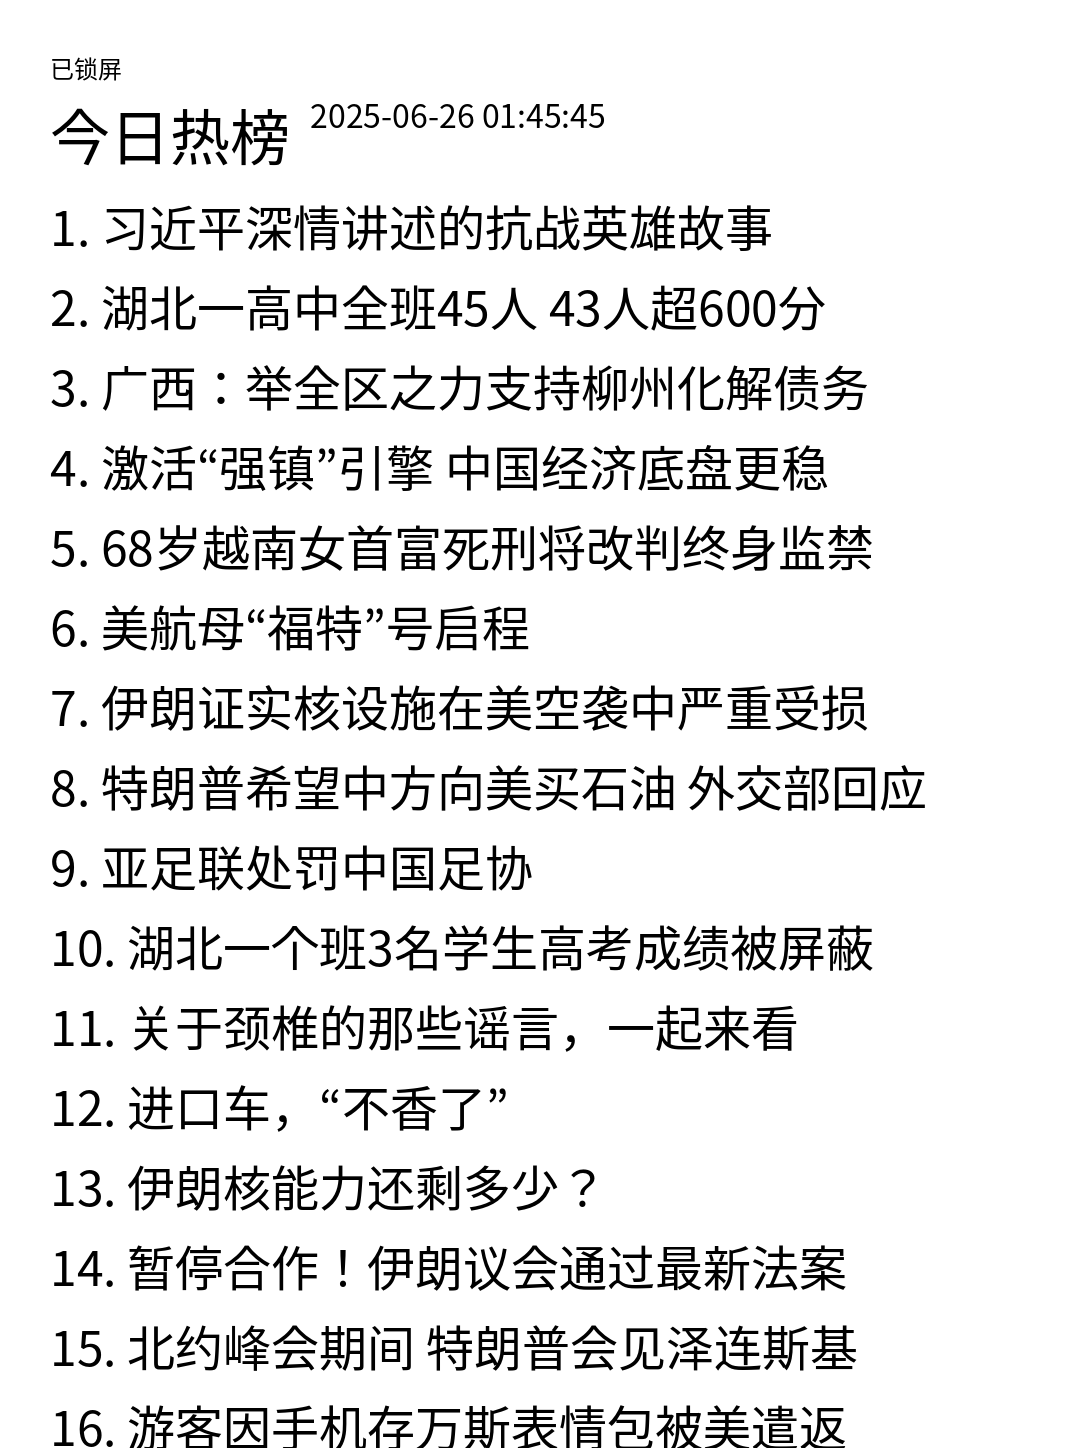 已锁屏
今日热榜 2025-06-26 01:45:45
1. 习近平深情讲述的抗战英雄故事
2. 湖北一高中全班45人 43人超600分
3. 广西：举全区之力支持柳州化解债务
4. 激活“强镇”引擎 中国经济底盘更稳
5. 68岁越南女首富死刑将改判终身监禁
6. 美航母“福特”号启程
7. 伊朗证实核设施在美空袭中严重受损
8. 特朗普希望中方向美买石油 外交部回应
9. 亚足联处罚中国足协
10. 湖北一个班3名学生高考成绩被屏蔽
11. 关于颈椎的那些谣言，一起来看
12. 进口车，“不香了”
13. 伊朗核能力还剩多少？
14. 暂停合作！伊朗议会通过最新法案
15. 北约峰会期间 特朗普会见泽连斯基
16. 游客因手机存万斯表情包被美遣返